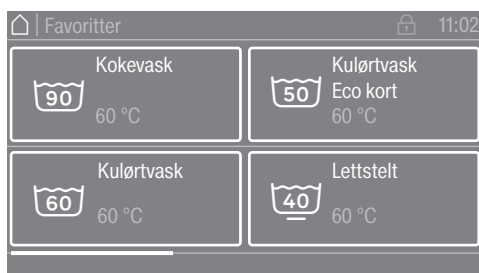 Favoritter 11:02
Kokevask
90
60 °C
Kulørtvask
50 Eco kort
60 °C
Kulørtvask
60
60 °C
Lettstelt
40
60 °C